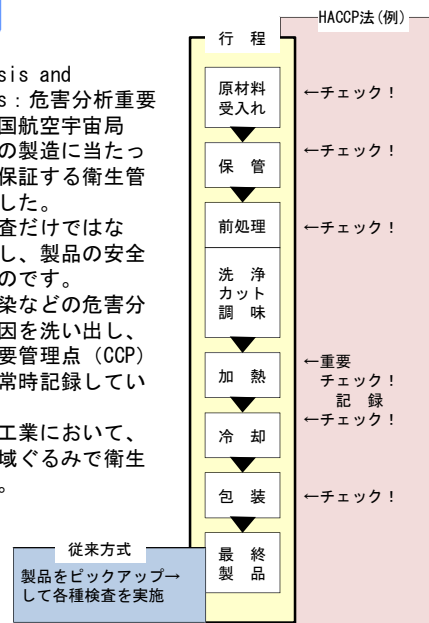 sis and
s：危害分析重要
国航空宇宙局
の製造に当たっ
保証する衛生管
した。
査だけではな
し、製品の安全
のです。
染などの危害分
因を洗い出し、
要管理点（CCP）
常時記録してい
工業において、
域ぐるみで衛生
。
HACCP法(例)
行　程
原材料
受入れ
←チェック！
保　管
←チェック！
前処理
←チェック！
洗　浄
カット
調　味
加　熱
←重要
チェック！
記　録
冷　却
←チェック！
包　装
←チェック！
最　終
製　品
従来方式
製品をピックアップ→
して各種検査を実施